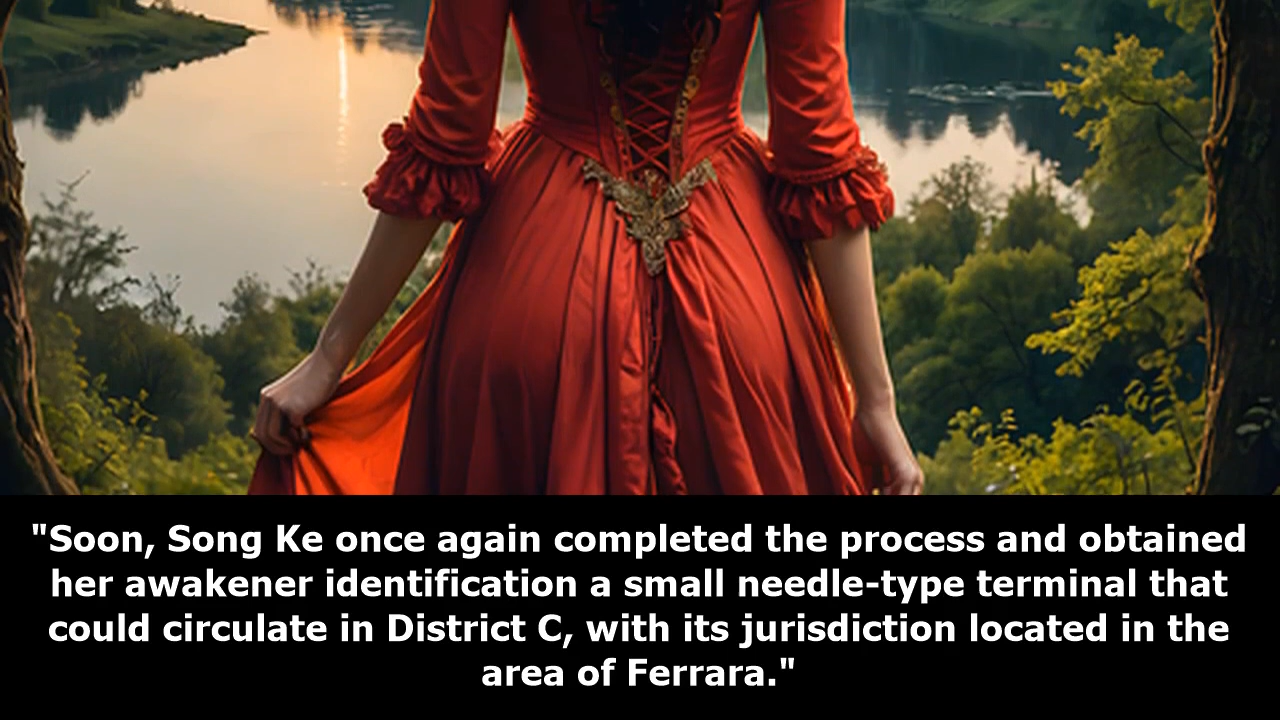 "Soon, Song Ke once again completed the process and obtained
her awakener identification a small needle-type terminal that
could circulate in District C, with its jurisdiction located in the
area of Ferrara."